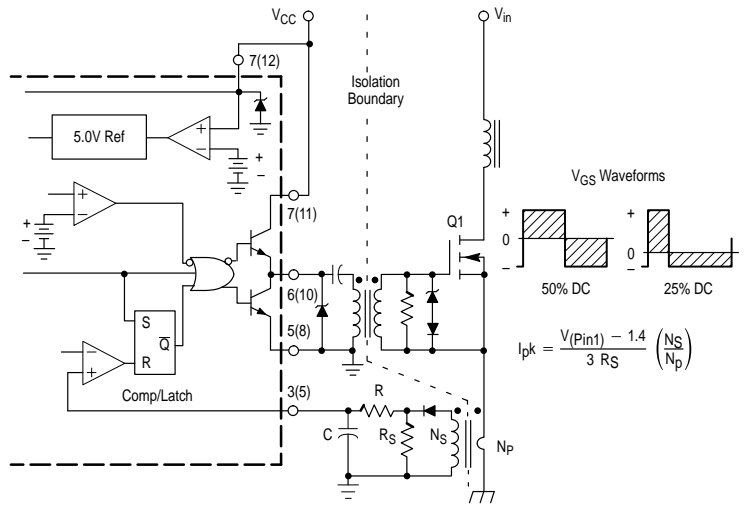 VCC
Vin
7(12)
Isolation
Boundary
5.0V Ref
+
–
+
–
VGS Waveforms
+
–
+
–
7(11)
Q1
+
0
–
+
0
–
50% DC
25% DC
6(10)
5(8)
S
Q
R
–
+
Comp/Latch
Ipk = V(Pin1) – 1.4 / 3 RS (NS/Np)
3(5)
R
C
RS
NS
NP